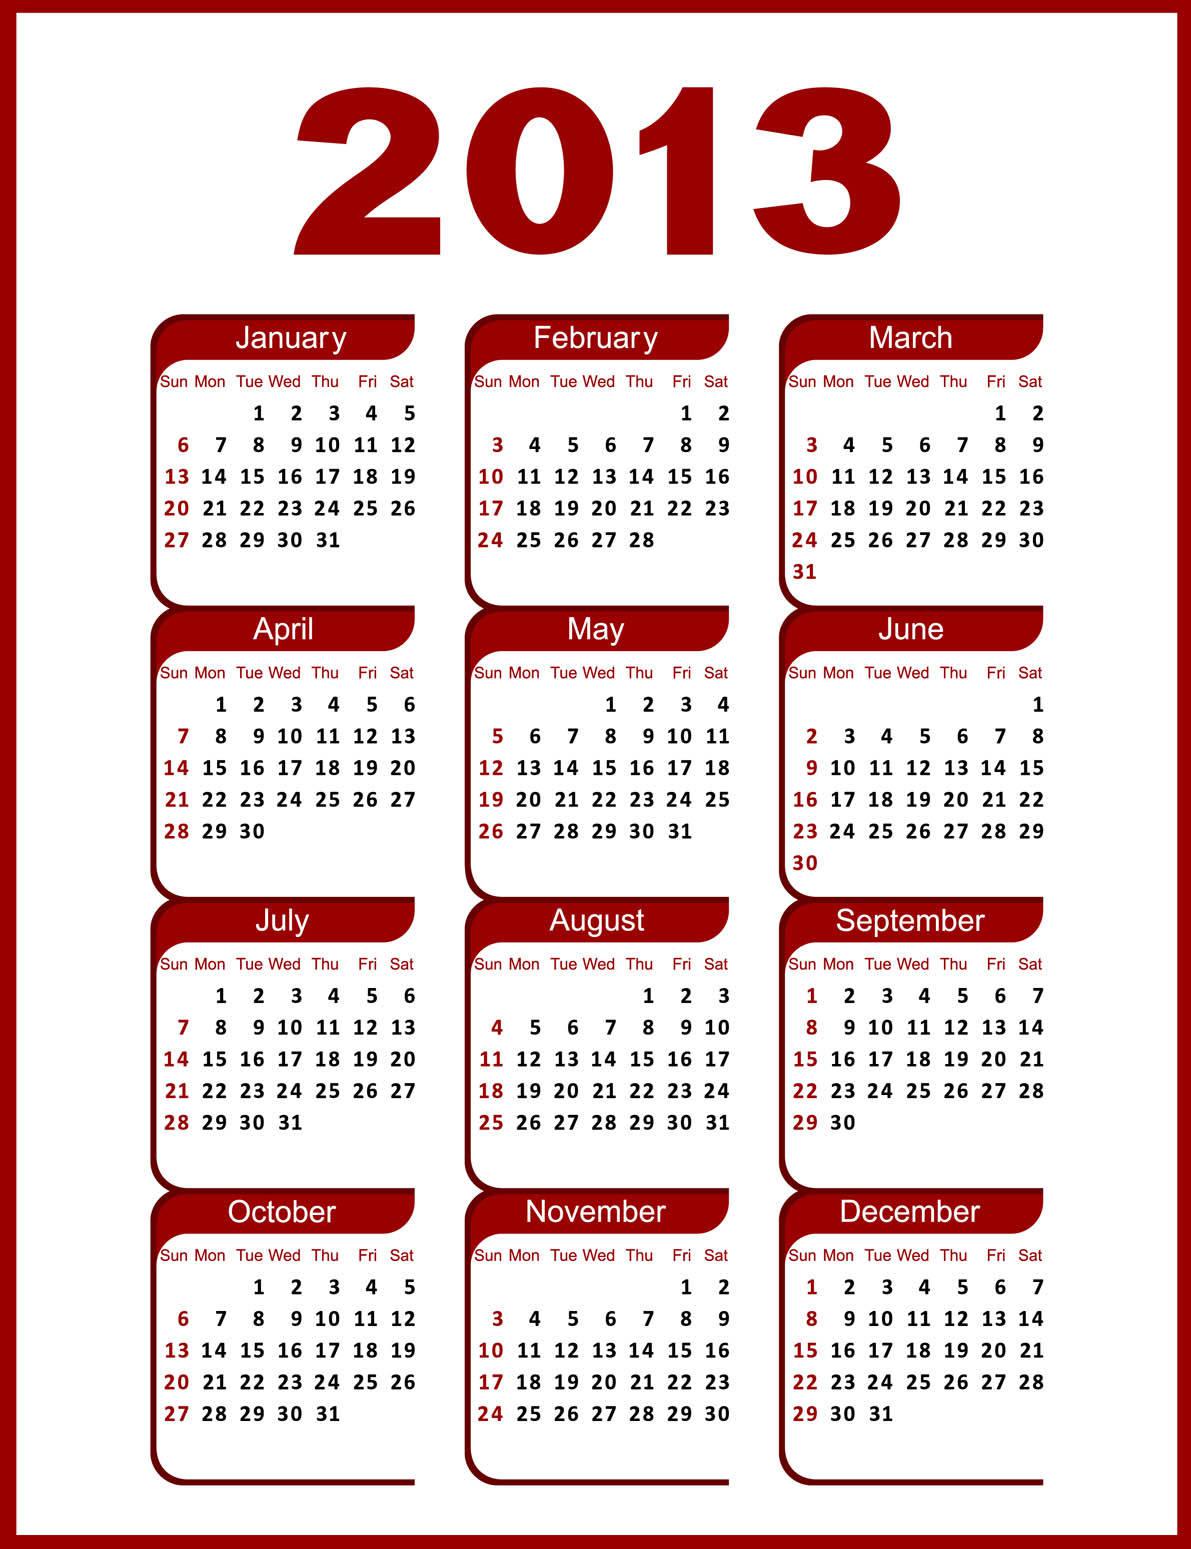 2013
January
Sun Mon Tue Wed Thu Fri Sat
1 2 3 4 5
6 7 8 9 10 11 12
13 14 15 16 17 18 19
20 21 22 23 24 25 26
27 28 29 30 31
February
Sun Mon Tue Wed Thu Fri Sat
1 2
3 4 5 6 7 8 9
10 11 12 13 14 15 16
17 18 19 20 21 22 23
24 25 26 27 28
March
Sun Mon Tue Wed Thu Fri Sat
1 2
3 4 5 6 7 8 9
10 11 12 13 14 15 16
17 18 19 20 21 22 23
24 25 26 27 28 29 30
31
April
Sun Mon Tue Wed Thu Fri Sat
1 2 3 4 5 6
7 8 9 10 11 12 13
14 15 16 17 18 19 20
21 22 23 24 25 26 27
28 29 30
May
Sun Mon Tue Wed Thu Fri Sat
1 2 3 4
5 6 7 8 9 10 11
12 13 14 15 16 17 18
19 20 21 22 23 24 25
26 27 28 29 30 31
June
Sun Mon Tue Wed Thu Fri Sat
1
2 3 4 5 6 7 8
9 10 11 12 13 14 15
16 17 18 19 20 21 22
23 24 25 26 27 28 29
30
July
Sun Mon Tue Wed Thu Fri Sat
1 2 3 4 5 6
7 8 9 10 11 12 13
14 15 16 17 18 19 20
21 22 23 24 25 26 27
28 29 30 31
August
Sun Mon Tue Wed Thu Fri Sat
1 2 3
4 5 6 7 8 9 10
11 12 13 14 15 16 17
18 19 20 21 22 23 24
25 26 27 28 29 30 31
September
Sun Mon Tue Wed Thu Fri Sat
1 2 3 4 5 6 7
8 9 10 11 12 13 14
15 16 17 18 19 20 21
22 23 24 25 26 27 28
29 30
October
Sun Mon Tue Wed Thu Fri Sat
1 2 3 4 5
6 7 8 9 10 11 12
13 14 15 16 17 18 19
20 21 22 23 24 25 26
27 28 29 30 31
November
Sun Mon Tue Wed Thu Fri Sat
1 2
3 4 5 6 7 8 9
10 11 12 13 14 15 16
17 18 19 20 21 22 23
24 25 26 27 28 29 30
December
Sun Mon Tue Wed Thu Fri Sat
1 2 3 4 5 6 7
8 9 10 11 12 13 14
15 16 17 18 19 20 21
22 23 24 25 26 27 28
29 30 31